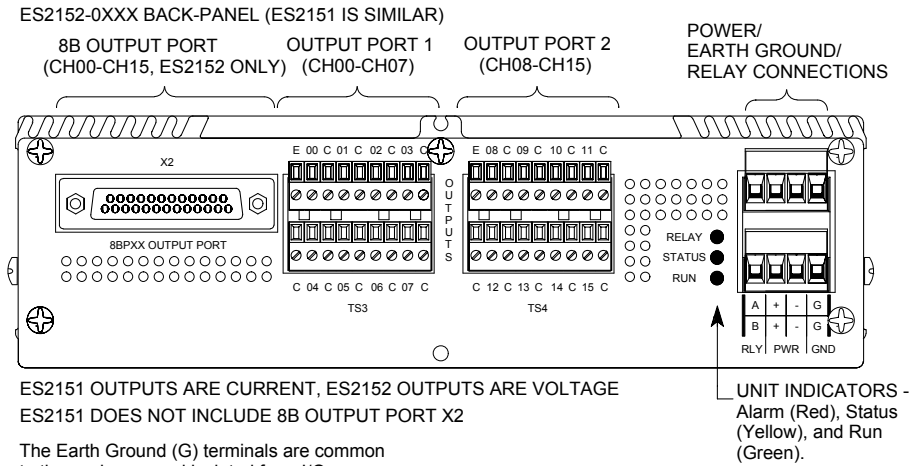 ES2152-0XXX BACK-PANEL (ES2151 IS SIMILAR)
8B OUTPUT PORT
(CH00-CH15, ES2152 ONLY)
OUTPUT PORT 1
(CH00-CH07)
OUTPUT PORT 2
(CH08-CH15)
POWER/
EARTH GROUND/
RELAY CONNECTIONS
X2
8BPXX OUTPUT PORT
E 00 C 01 C 02 C 03 C
C 04 C 05 C 06 C 07 C
TS3
OUTPUTS
E 08 C 09 C 10 C 11 C
C 12 C 13 C 14 C 15 C
TS4
RELAY
STATUS
RUN
A + - G
B + - G
RLY PWR GND
ES2151 OUTPUTS ARE CURRENT, ES2152 OUTPUTS ARE VOLTAGE
ES2151 DOES NOT INCLUDE 8B OUTPUT PORT X2
UNIT INDICATORS -
Alarm (Red), Status
(Yellow), and Run
(Green).
The Earth Ground (G) terminals are common